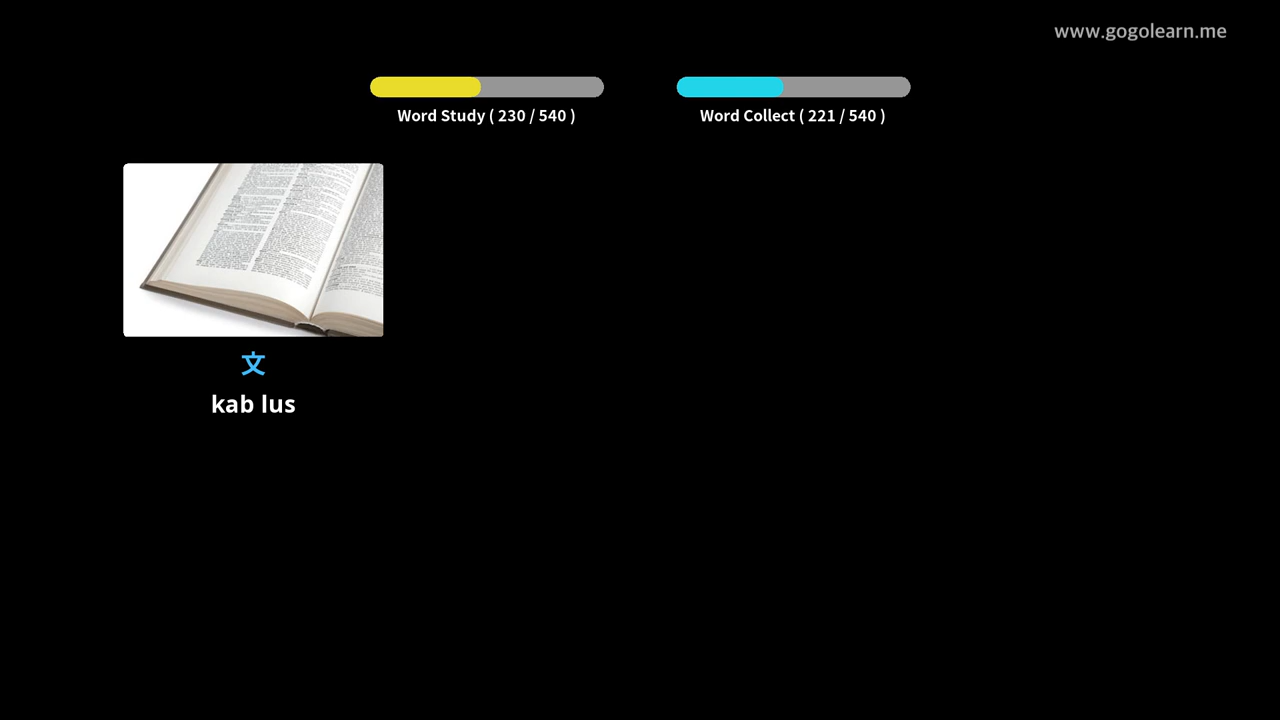 www.gogolearn.me
Word Study ( 230 / 540 )
Word Collect ( 221 / 540 )
文
kab lus